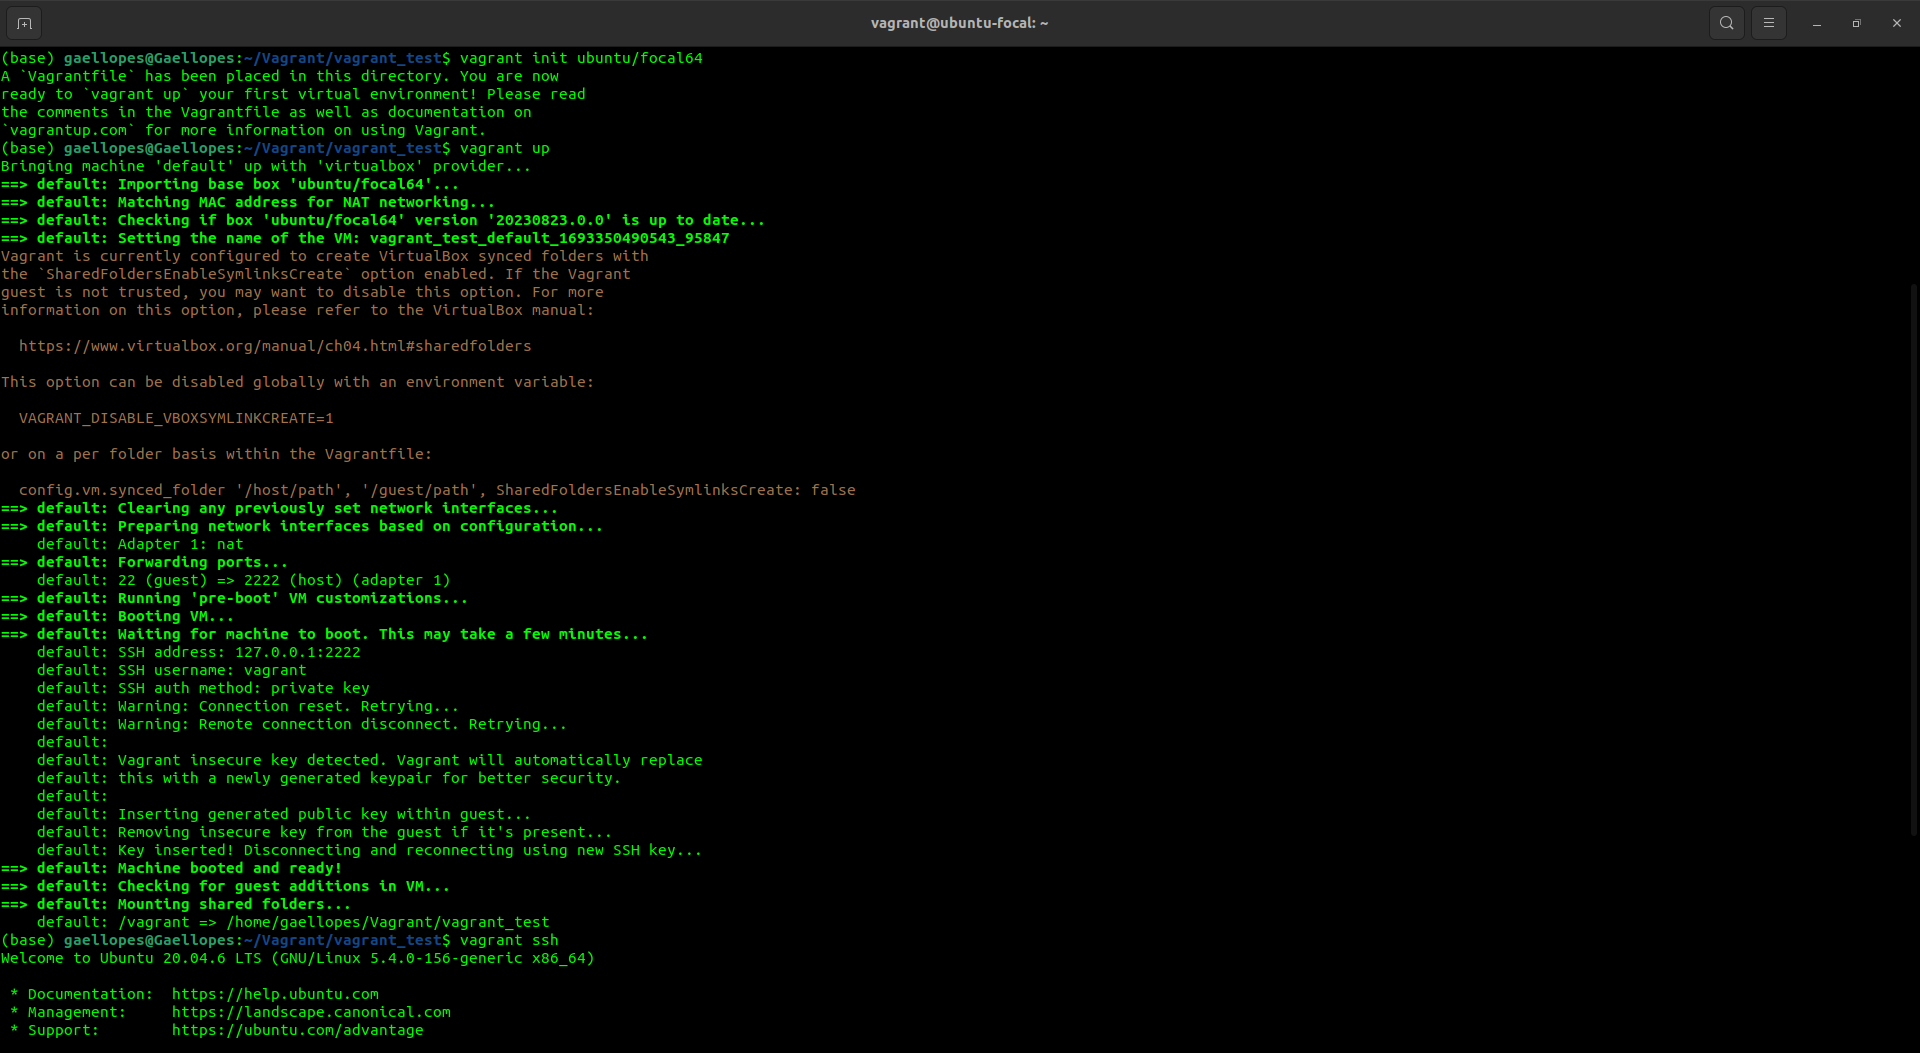 vagrant@ubuntu-focal: ~
(base) gaellopes@Gaellopes:~/Vagrant/vagrant_test$ vagrant init ubuntu/focal64
A `Vagrantfile` has been placed in this directory. You are now
ready to `vagrant up` your first virtual environment! Please read
the comments in the Vagrantfile as well as documentation on
`vagrantup.com` for more information on using Vagrant.
(base) gaellopes@Gaellopes:~/Vagrant/vagrant_test$ vagrant up
Bringing machine 'default' up with 'virtualbox' provider...
==> default: Importing base box 'ubuntu/focal64'...
==> default: Matching MAC address for NAT networking...
==> default: Checking if box 'ubuntu/focal64' version '20230823.0.0' is up to date...
==> default: Setting the name of the VM: vagrant_test_default_1693350490543_95847
Vagrant is currently configured to create VirtualBox synced folders with
the `SharedFoldersEnableSymlinksCreate` option enabled. If the Vagrant
guest is not trusted, you may want to disable this option. For more
information on this option, please refer to the VirtualBox manual:
  https://www.virtualbox.org/manual/ch04.html#sharedfolders
This option can be disabled globally with an environment variable:
  VAGRANT_DISABLE_VBOXSYMLINKCREATE=1
or on a per folder basis within the Vagrantfile:
  config.vm.synced_folder '/host/path', '/guest/path', SharedFoldersEnableSymlinksCreate: false
==> default: Clearing any previously set network interfaces...
==> default: Preparing network interfaces based on configuration...
    default: Adapter 1: nat
==> default: Forwarding ports...
    default: 22 (guest) => 2222 (host) (adapter 1)
==> default: Running 'pre-boot' VM customizations...
==> default: Booting VM...
==> default: Waiting for machine to boot. This may take a few minutes...
    default: SSH address: 127.0.0.1:2222
    default: SSH username: vagrant
    default: SSH auth method: private key
    default: Warning: Connection reset. Retrying...
    default: Warning: Remote connection disconnect. Retrying...
    default:
    default: Vagrant insecure key detected. Vagrant will automatically replace
    default: this with a newly generated keypair for better security.
    default:
    default: Inserting generated public key within guest...
    default: Removing insecure key from the guest if it's present...
    default: Key inserted! Disconnecting and reconnecting using new SSH key...
==> default: Machine booted and ready!
==> default: Checking for guest additions in VM...
==> default: Mounting shared folders...
    default: /vagrant => /home/gaellopes/Vagrant/vagrant_test
(base) gaellopes@Gaellopes:~/Vagrant/vagrant_test$ vagrant ssh
Welcome to Ubuntu 20.04.6 LTS (GNU/Linux 5.4.0-156-generic x86_64)
 * Documentation:  https://help.ubuntu.com
 * Management:     https://landscape.canonical.com
 * Support:        https://ubuntu.com/advantage